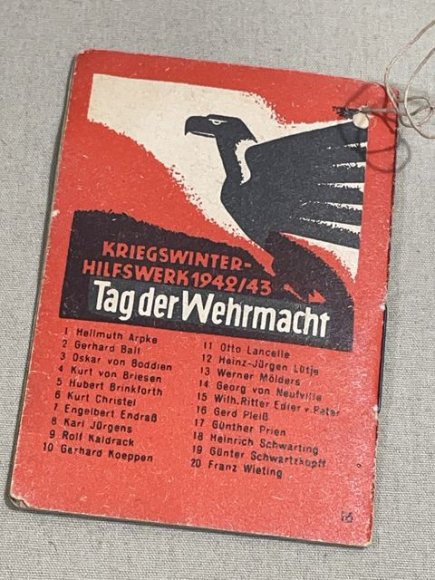 KRIEGSWINTER-
HILFSWERK 1942/43
Tag der Wehrmacht
1 Hellmuth Arpke
2 Gerhard Ball
3 Oskar von Boddien
4 Kurt von Briesen
5 Hubert Brinkforth
6 Kurt Christel
7 Engelbert Endraß
8 Karl Jürgens
9 Rolf Kaldrack
10 Gerhard Koeppen
11 Otto Lancelle
12 Heinz-Jürgen Lütje
13 Werner Mölders
14 Georg von Neufville
15 Wilh. Ritter Edler v. Peter
16 Gerd Pleiß
17 Günther Prien
18 Heinrich Schwarting
19 Günter Schwartzkopff
20 Franz Wieting